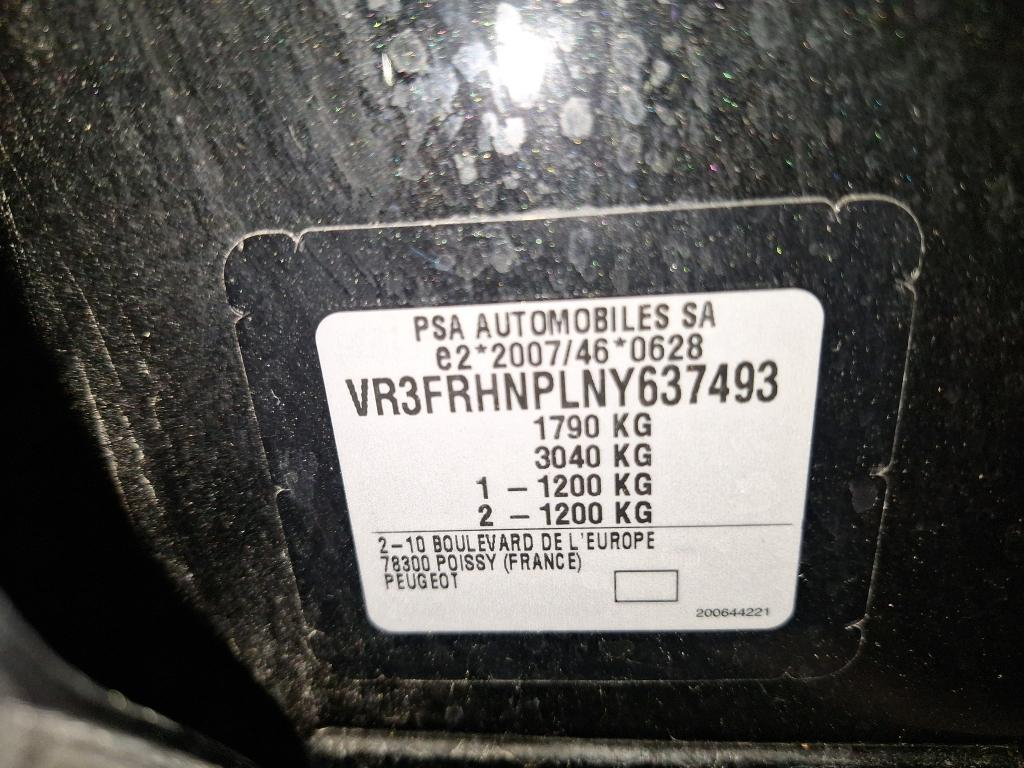 PSA AUTOMOBILES SA
e2*2007/46*0628
VR3FRHNPLNY637493
1790 KG
3040 KG
1 - 1200 KG
2 - 1200 KG
2-10 BOULEVARD DE L'EUROPE
78300 POISSY (FRANCE)
PEUGEOT
200644221